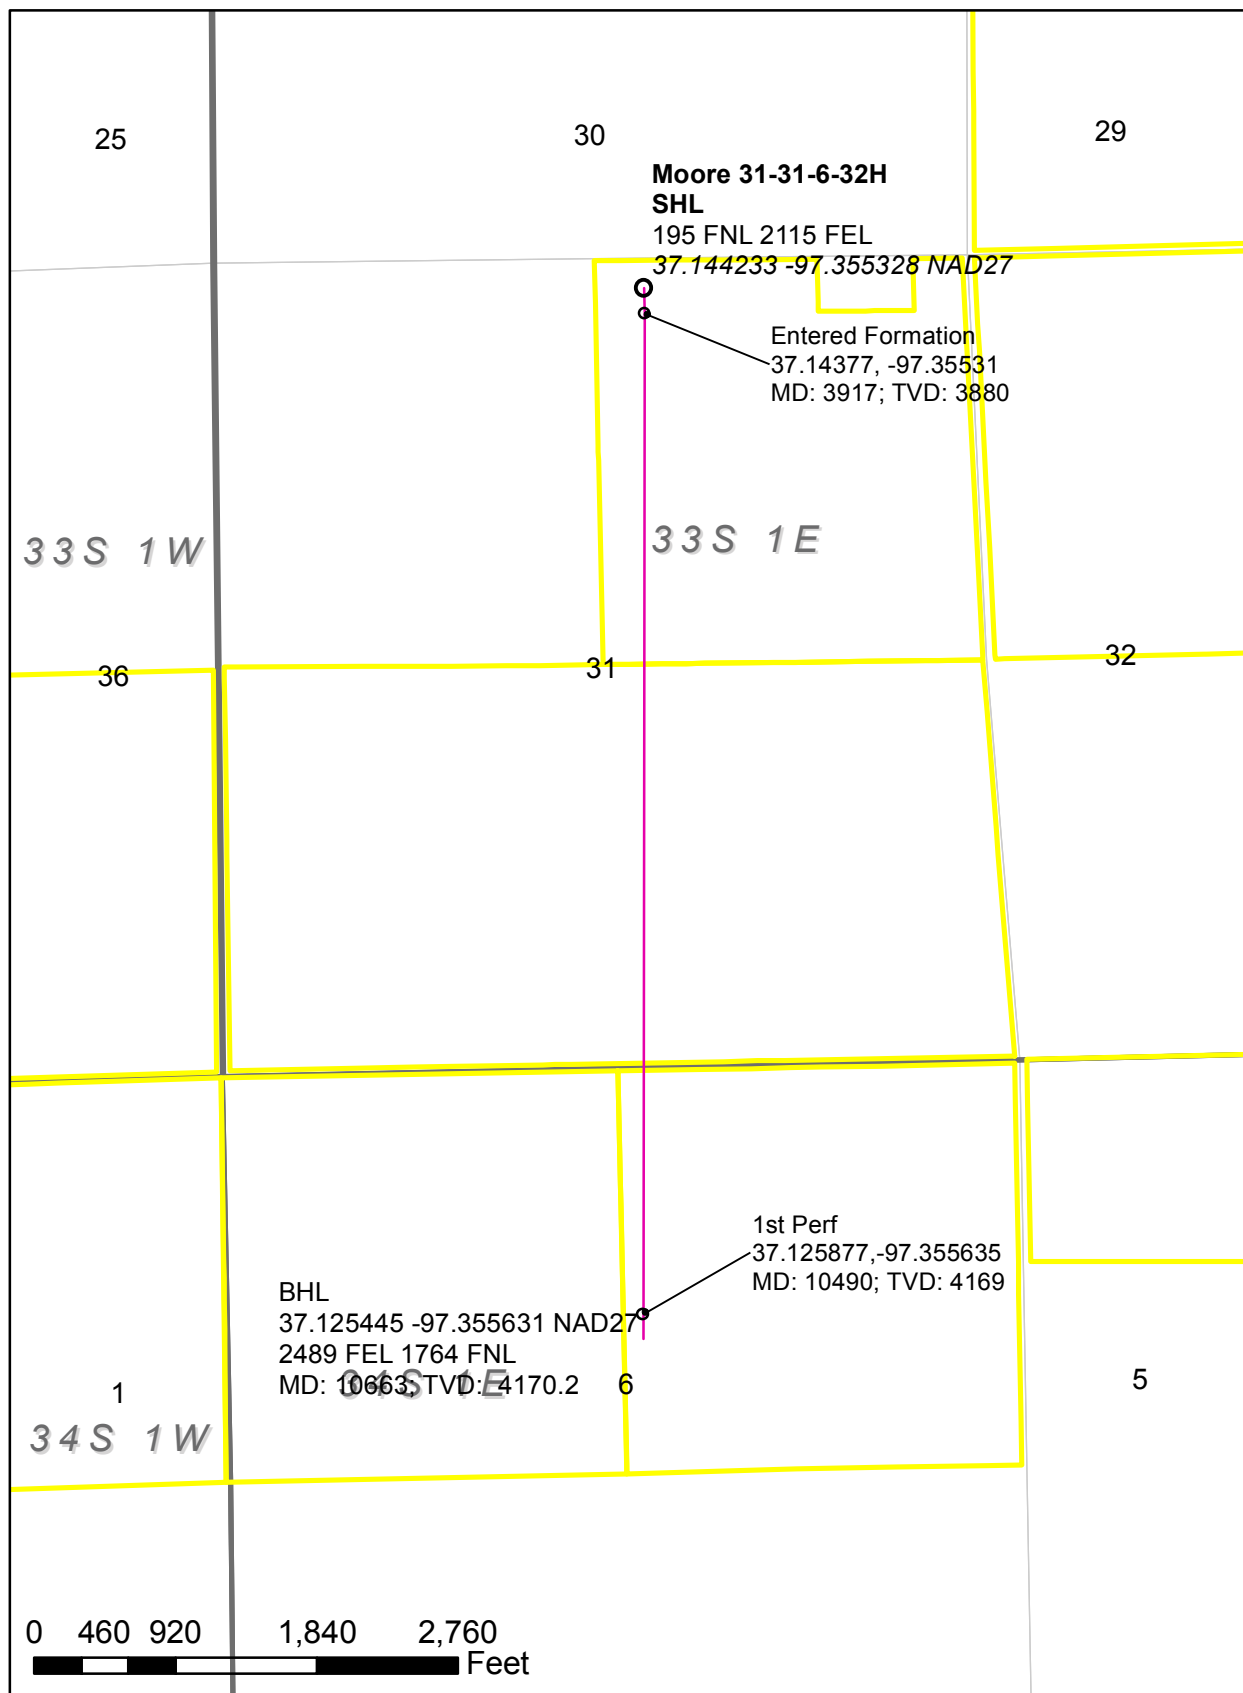 25
30
29
Moore 31-31-6-32H
SHL
195 FNL 2115 FEL
37.144233 -97.355328 NAD27
Entered Formation
37.14377, -97.35531
MD: 3917; TVD: 3880
33S 1W
33S 1E
36
31
32
1st Perf
37.125877,-97.355635
MD: 10490; TVD: 4169
BHL
37.125445 -97.355631 NAD27
2489 FEL 1764 FNL
MD: 10663; TVD: 4170.2
34S 1E
6
1
5
34S 1W
0 460 920 1,840 2,760
Feet